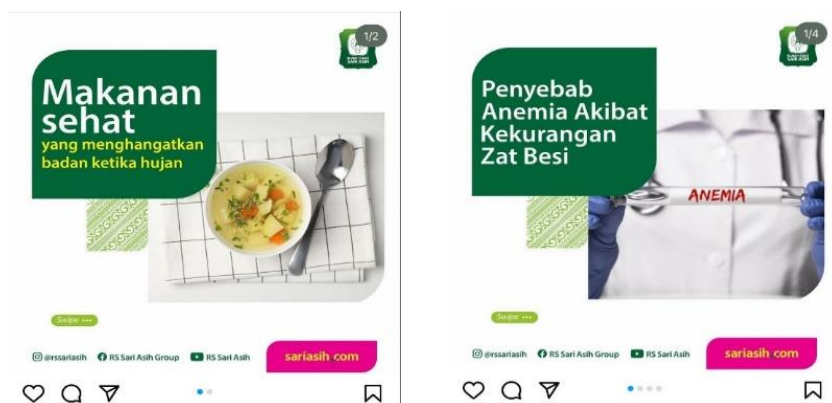 1/2
Makanan
sehat
yang menghangatkan
badan ketika hujan
Swipe •••
@rssariasih RS Sari Asih Group RS Sari Asih
sariasih com
1/4
Penyebab
Anemia Akibat
Kekurangan
Zat Besi
ANEMIA
Swipe •••
@rssariasih RS Sari Asih Group RS Sari Asih
sariasih com